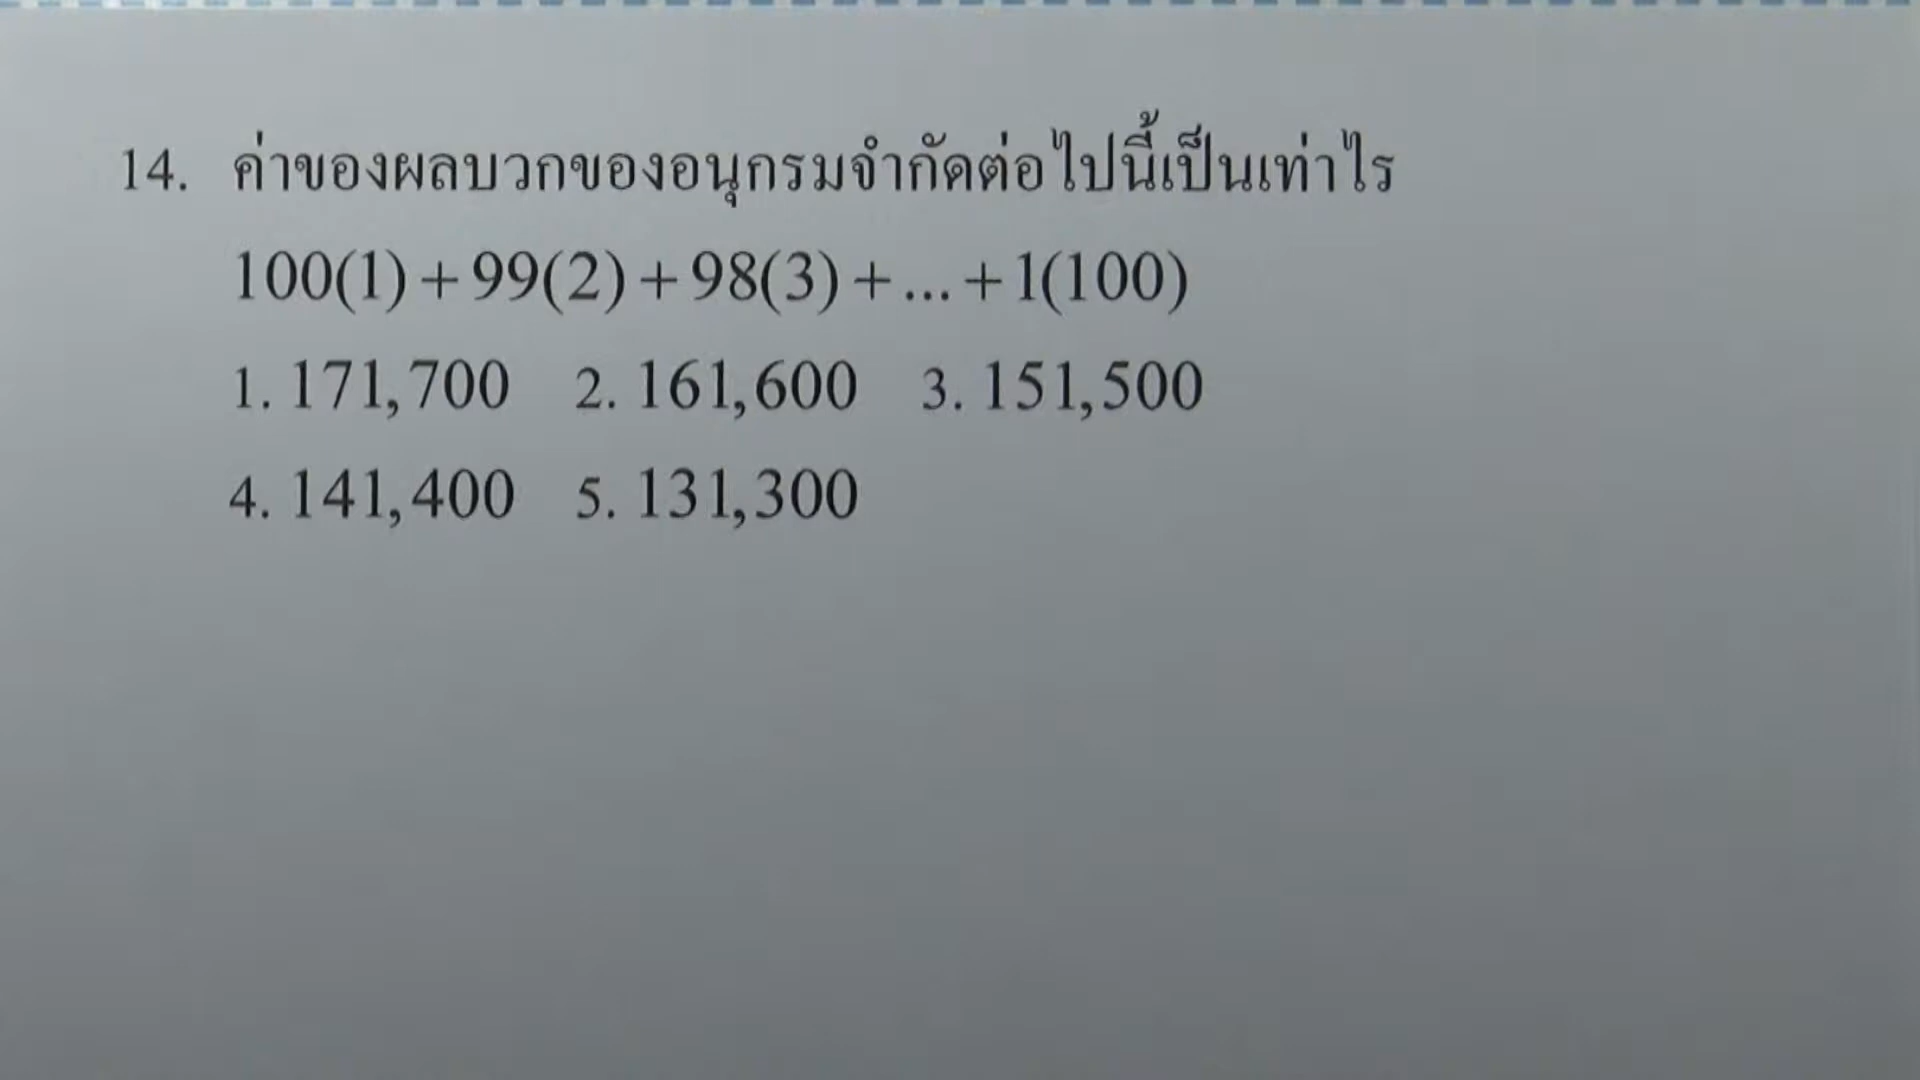 14. ค่าของผลบวกของอนุกรมจำกัดต่อไปนี้เป็นเท่าไร
100(1)+99(2)+98(3)+...+1(100)
1. 171,700 2. 161,600 3. 151,500
4. 141,400 5. 131,300